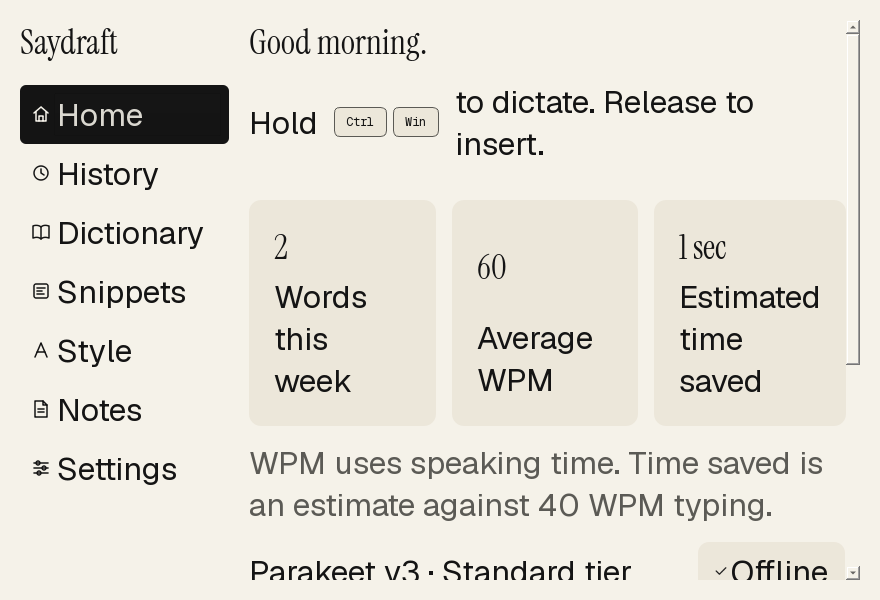 Saydraft
Home
History
Dictionary
Snippets
Style
Notes
Settings
Good morning.
Hold Ctrl Win to dictate. Release to
insert.
2
Words
this
week
60
Average
WPM
1 sec
Estimated
time
saved
WPM uses speaking time. Time saved is
an estimate against 40 WPM typing.
Parakeet v3 · Standard tier
Offline